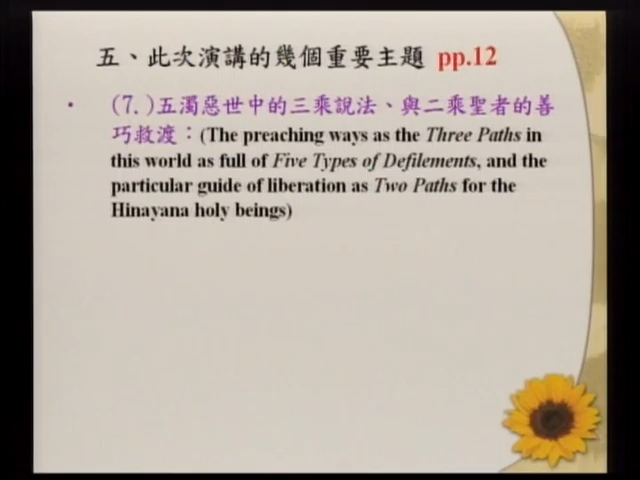 五、此次演講的幾個重要主題 pp.12
• (7.)五濁惡世中的三乘說法、與二乘聖者的善
巧救渡：(The preaching ways as the Three Paths in
this world as full of Five Types of Defilements, and the
particular guide of liberation as Two Paths for the
Hinayana holy beings)